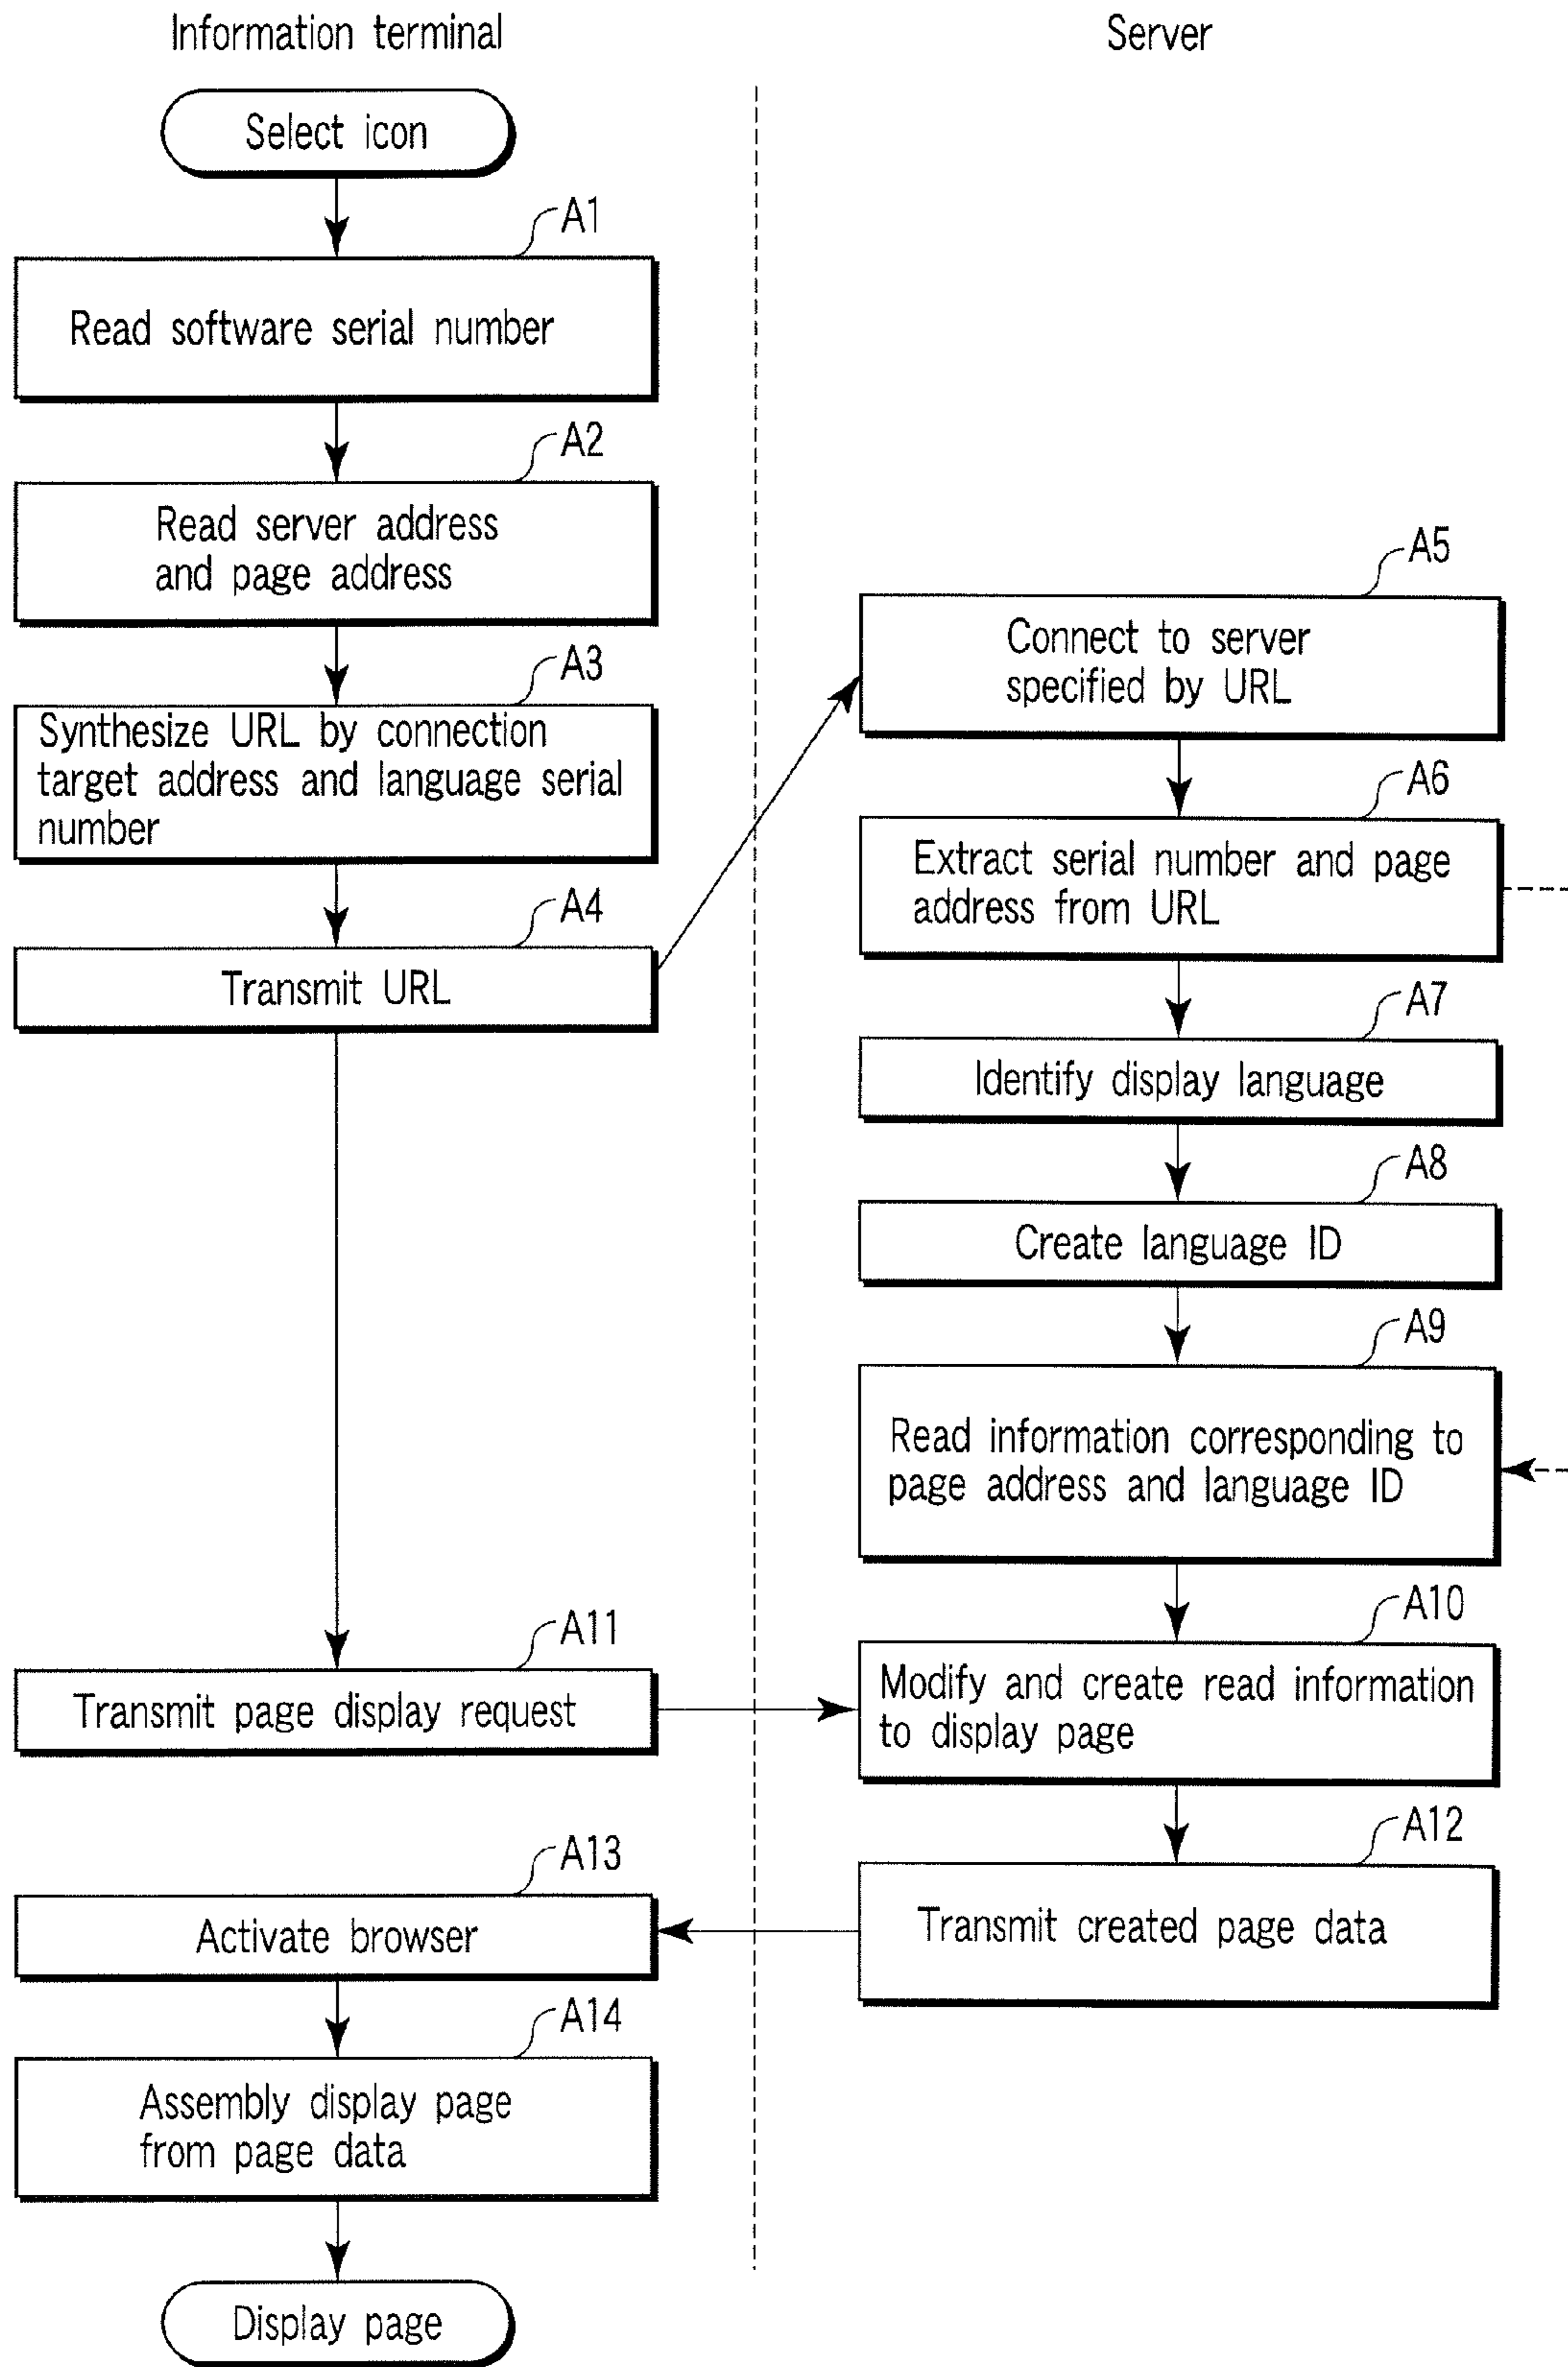 Information terminal
Server
Select icon
A1
Read software serial number
A2
Read server address
and page address
A3
Synthesize URL by connection
target address and language serial
number
A4
Transmit URL
A5
Connect to server
specified by URL
A6
Extract serial number and page
address from URL
A7
Identify display language
A8
Create language ID
A9
Read information corresponding to
page address and language ID
A10
Modify and create read information
to display page
A11
Transmit page display request
A12
Transmit created page data
A13
Activate browser
A14
Assembly display page
from page data
Display page